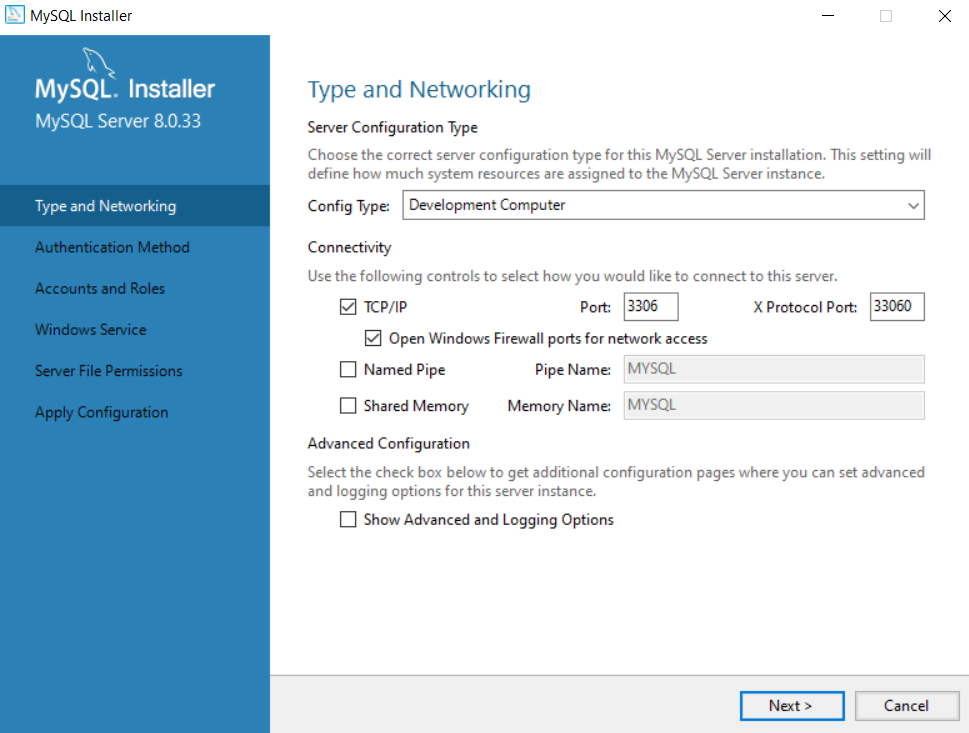 MySQL Installer
MySQL. Installer
MySQL Server 8.0.33
Type and Networking
Authentication Method
Accounts and Roles
Windows Service
Server File Permissions
Apply Configuration
Type and Networking
Server Configuration Type
Choose the correct server configuration type for this MySQL Server installation. This setting will
define how much system resources are assigned to the MySQL Server instance.
Config Type: Development Computer
Connectivity
Use the following controls to select how you would like to connect to this server.
TCP/IP Port: 3306 X Protocol Port: 33060
Open Windows Firewall ports for network access
Named Pipe Pipe Name: MYSQL
Shared Memory Memory Name: MYSQL
Advanced Configuration
Select the check box below to get additional configuration pages where you can set advanced
and logging options for this server instance.
Show Advanced and Logging Options
Next > Cancel